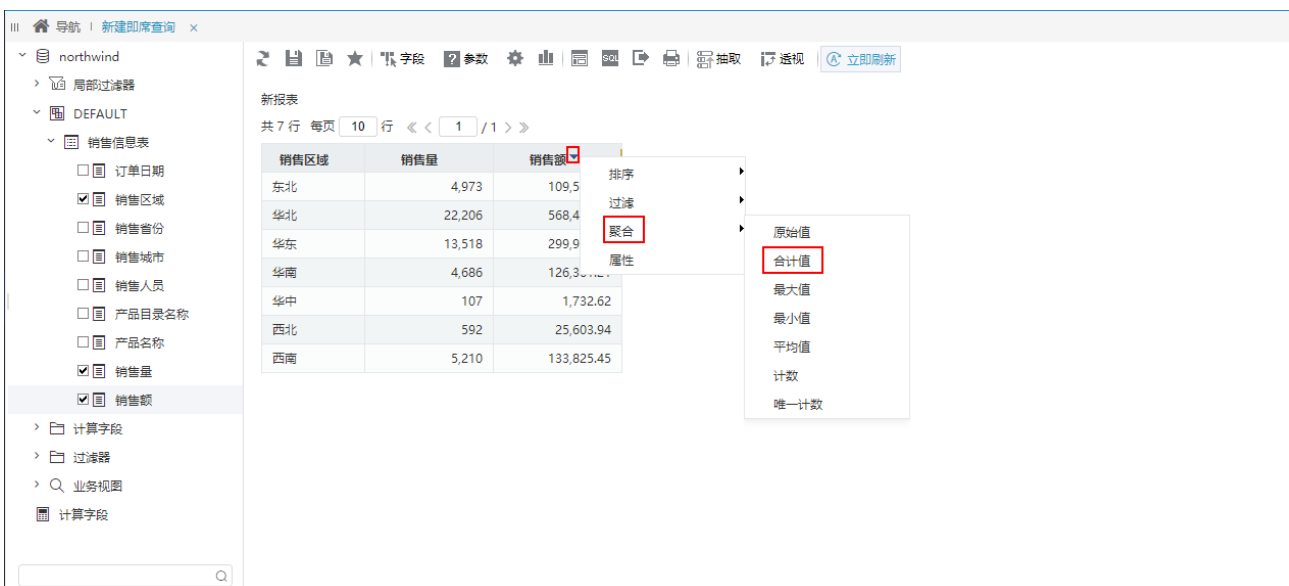 导航 新建即席查询 ×
northwind
局部过滤器
DEFAULT
销售信息表
订单日期
销售区域
销售省份
销售城市
销售人员
产品目录名称
产品名称
销售量
销售额
计算字段
过滤器
业务视图
计算字段
字段 ? 参数 SQL 抽取 透视 A 立即刷新
新报表
共 7 行 每页 10 行 《 < 1 / 1 > 》
销售区域 销售量 销售额
东北 4,973 109,5
华北 22,206 568,4
华东 13,518 299,9
华南 4,686
华中 107 1,732.62
西北 592 25,603.94
西南 5,210 133,825.45
排序
过滤
聚合
属性
原始值
合计值
最大值
最小值
平均值
计数
唯一计数